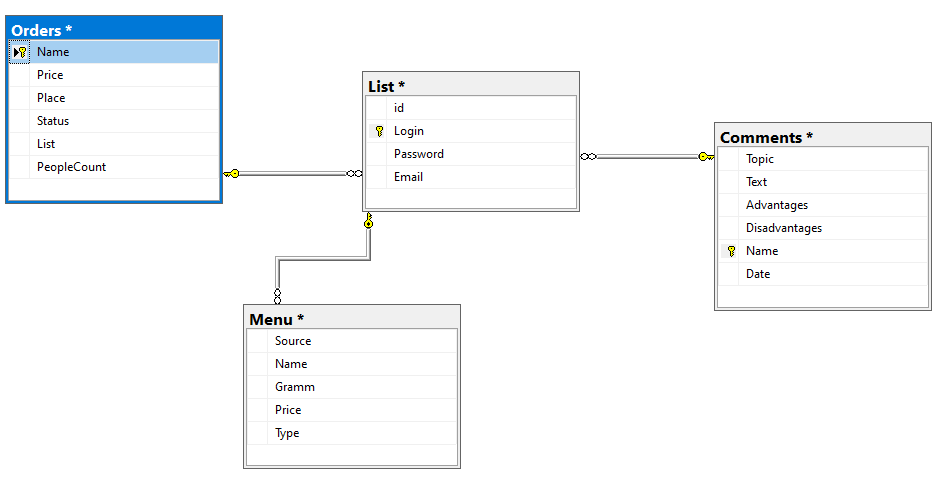 Orders *
Name
Price
Place
Status
List
PeopleCount
List *
id
Login
Password
Email
Comments *
Topic
Text
Advantages
Disadvantages
Name
Date
Menu *
Source
Name
Gramm
Price
Type